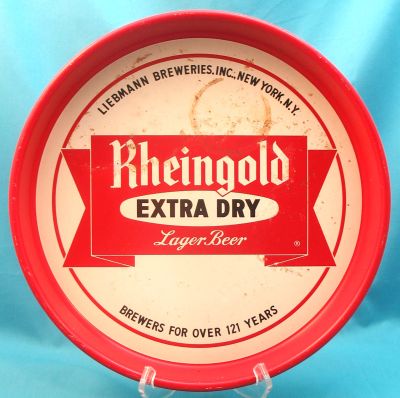 LIEBMANN BREWERIES. INC., NEW YORK, N.Y.
Rheingold
EXTRA DRY
Lager Beer
®
BREWERS FOR OVER 121 YEARS